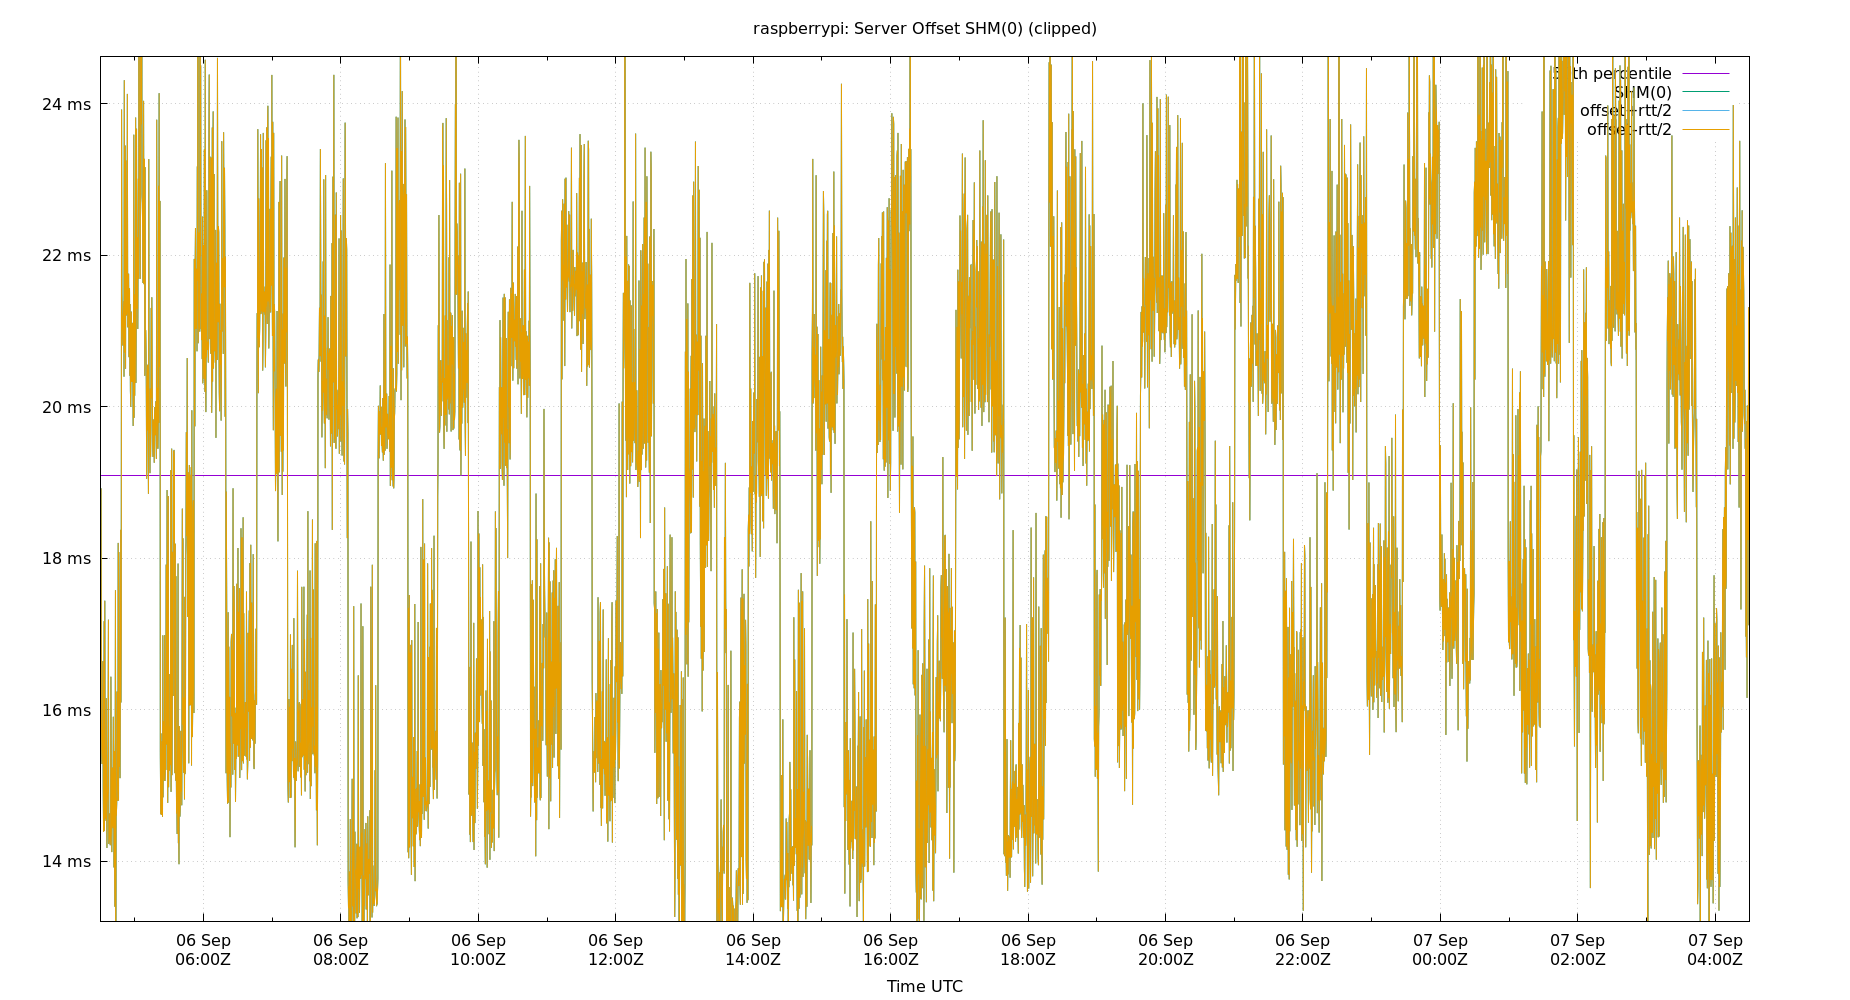 raspberrypi: Server Offset SHM(0) (clipped)
24 ms
22 ms
20 ms
18 ms
16 ms
14 ms
percentile
SHM(0)
offset+rtt/2
offset-rtt/2
06 Sep 06 Sep 06 Sep 06 Sep 06 Sep 06 Sep 06 Sep 06 Sep 06 Sep 07 Sep 07 Sep 07 Sep
06:00Z 08:00Z 10:00Z 12:00Z 14:00Z 16:00Z 18:00Z 20:00Z 22:00Z 00:00Z 02:00Z 04:00Z
Time UTC